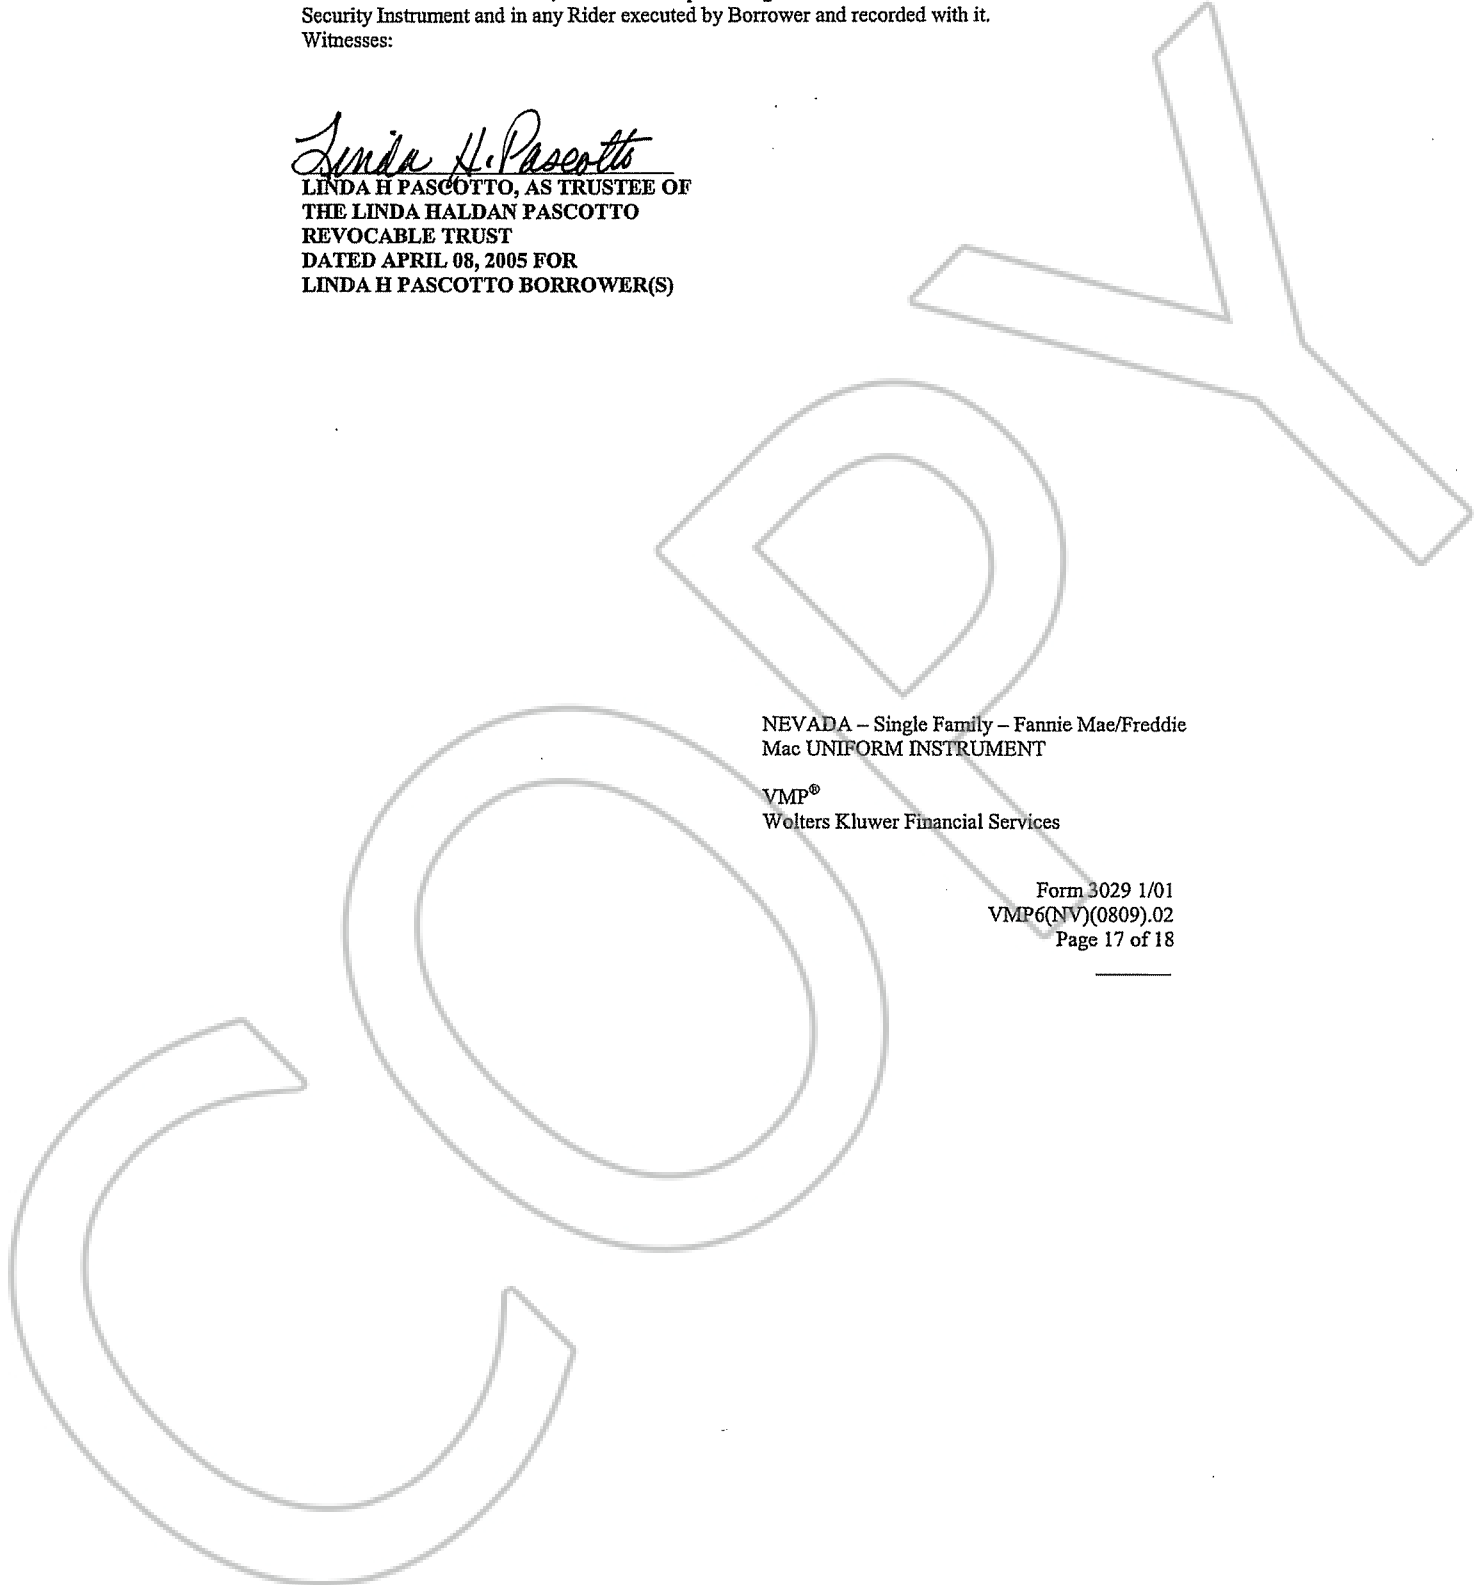 Security Instrument and in any Rider executed by Borrower and recorded with it.
Witnesses:
Linda H. Pascotto
LINDA H PASCOTTO, AS TRUSTEE OF
THE LINDA HALDAN PASCOTTO
REVOCABLE TRUST
DATED APRIL 08, 2005 FOR
LINDA H PASCOTTO BORROWER(S)
NEVADA – Single Family – Fannie Mae/Freddie
Mac UNIFORM INSTRUMENT
VMP®
Wolters Kluwer Financial Services
Form 3029 1/01
VMP6(NV)(0809).02
Page 17 of 18
COPY